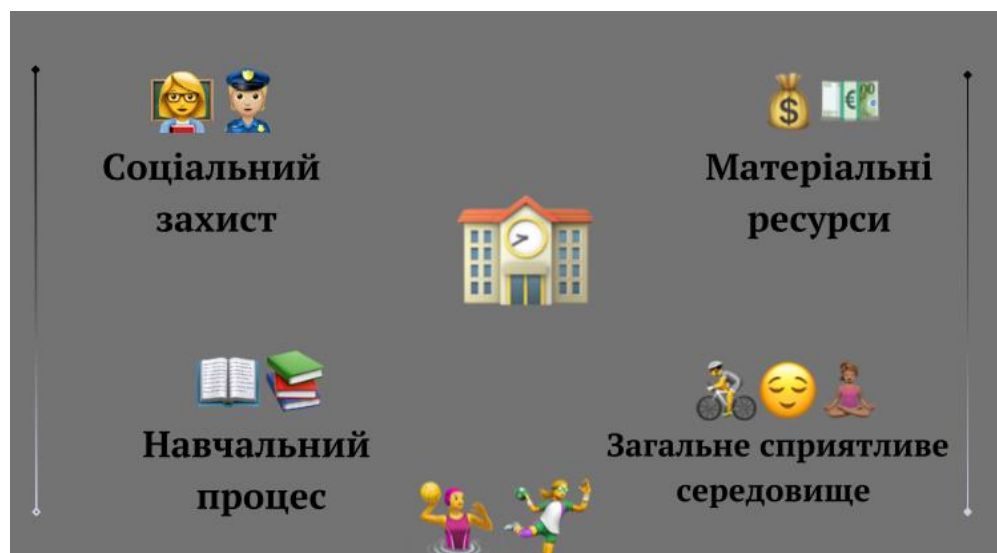 Соціальний
захист
Матеріальні
ресурси
Навчальний
процес
Загальне сприятливе
середовище